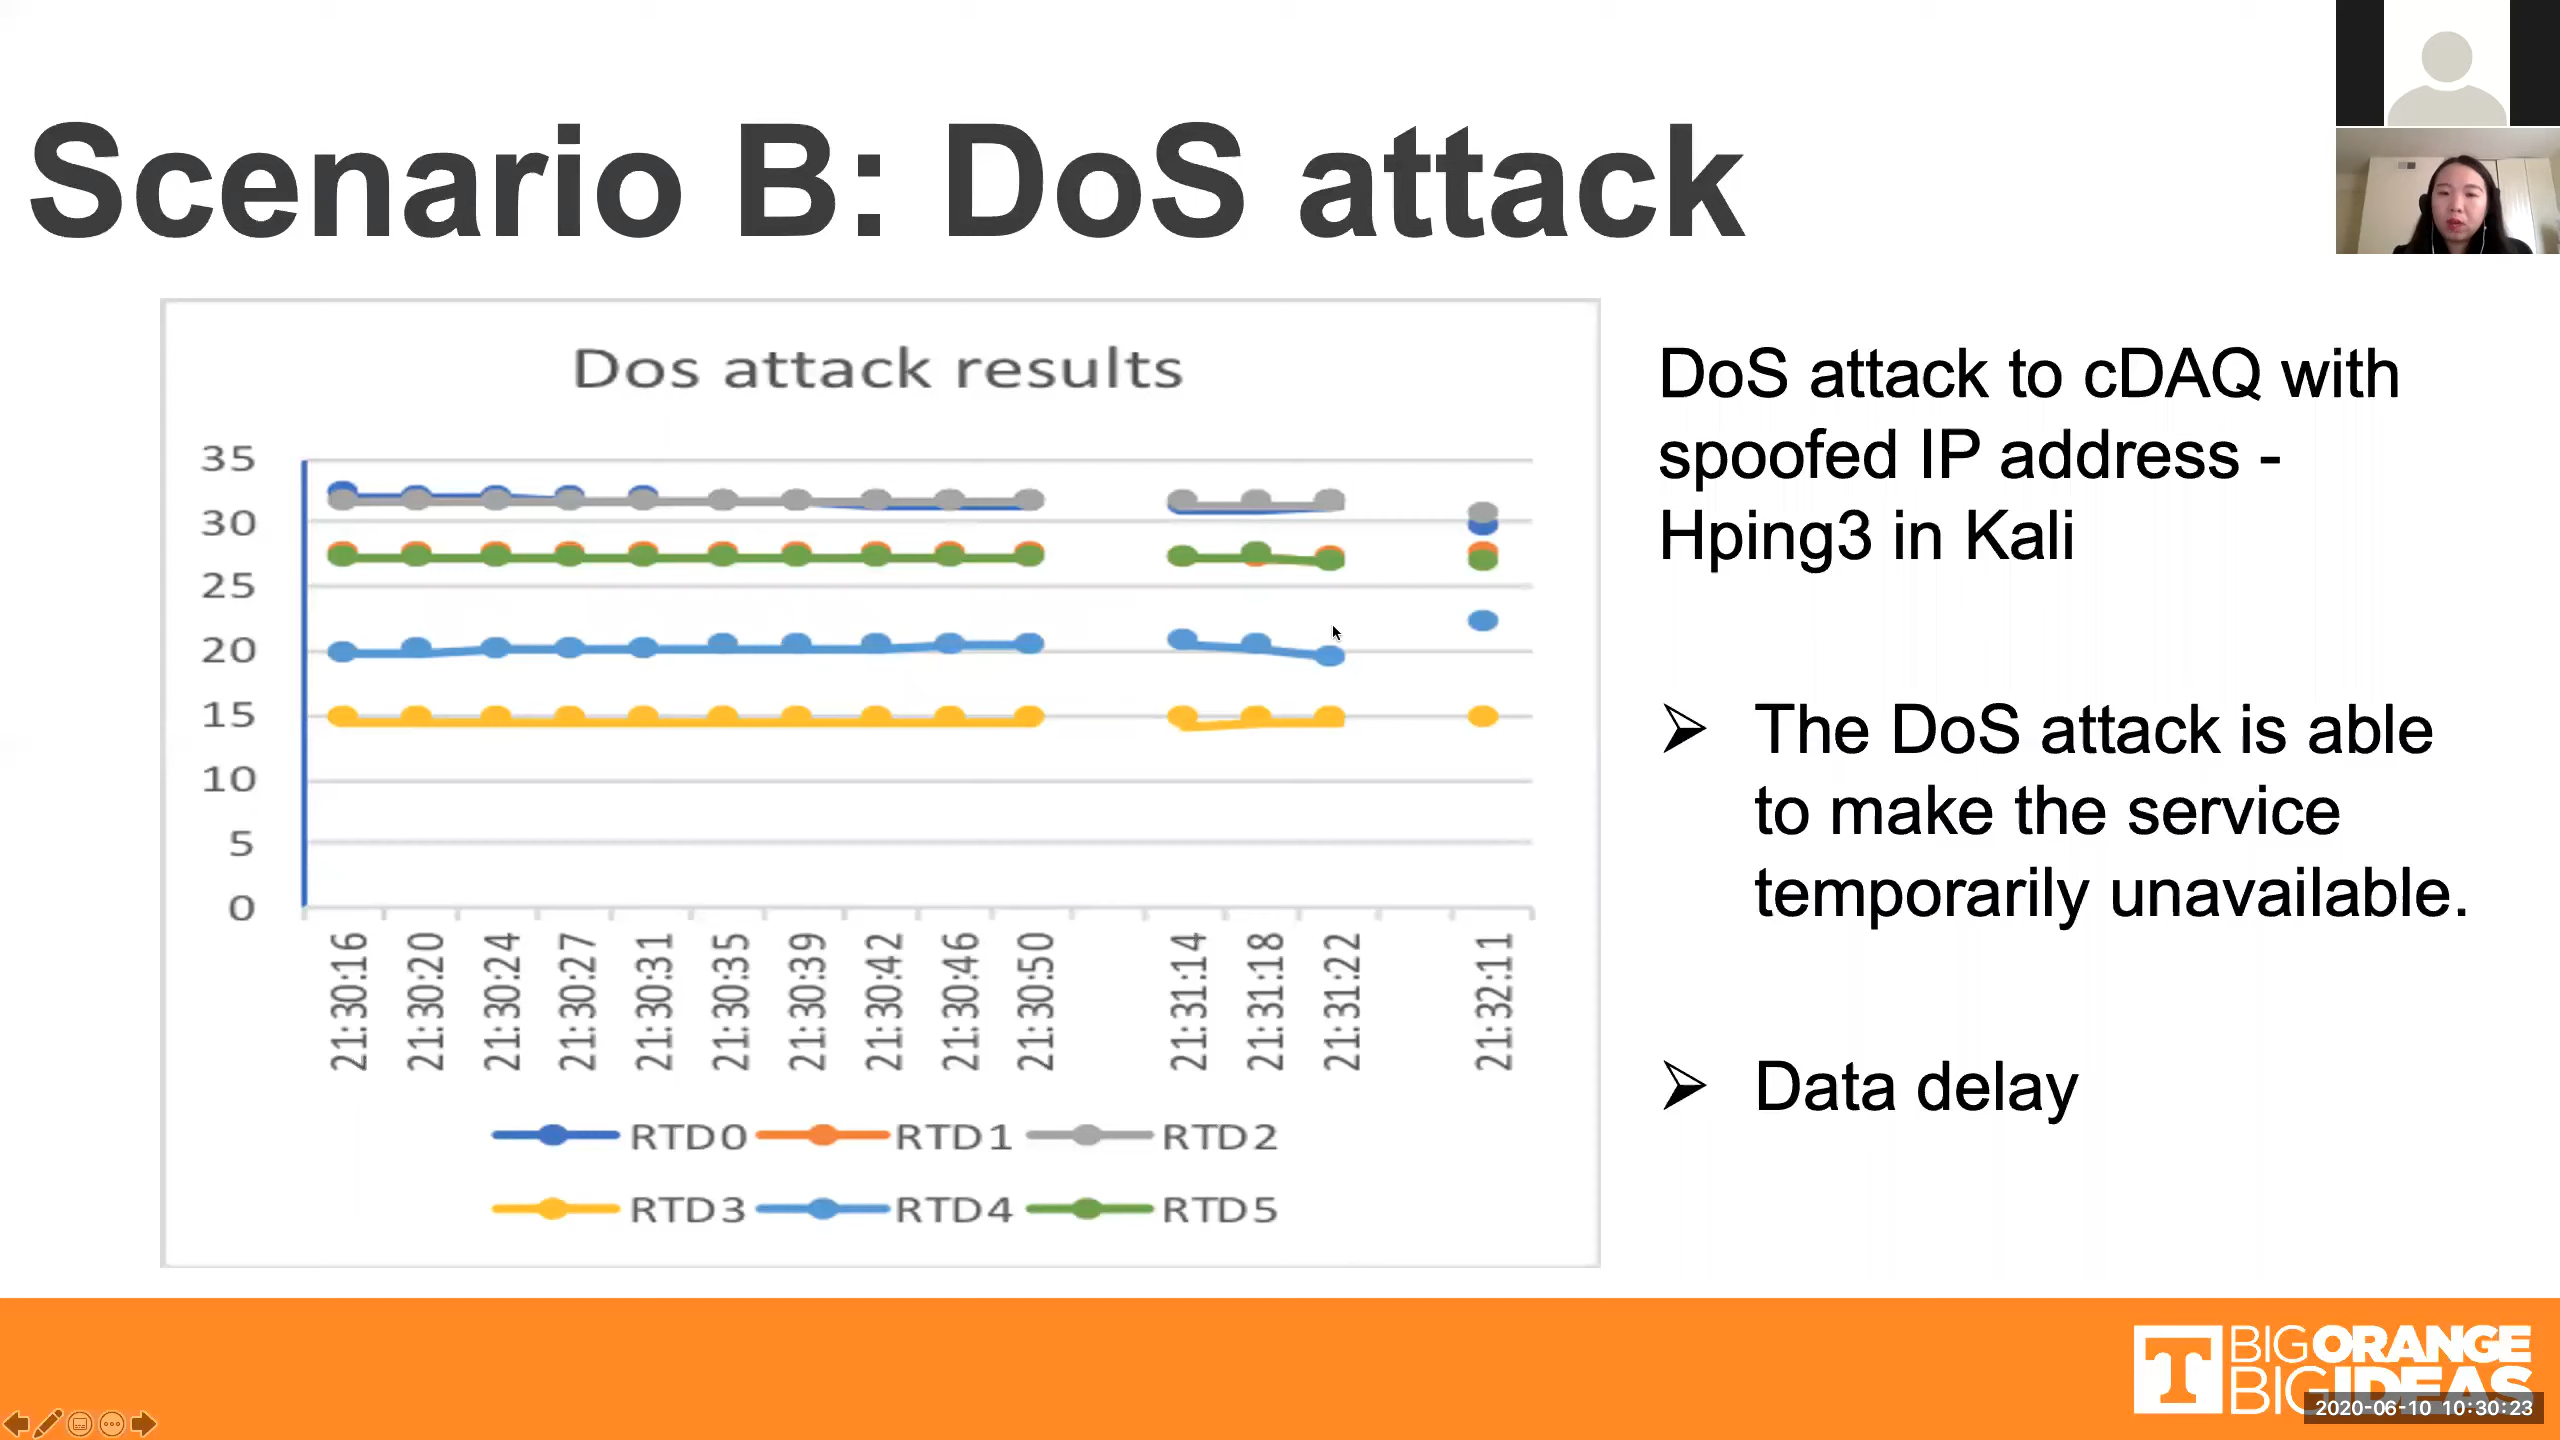 Scenario B: DoS attack
Dos attack results
35
30
25
20
15
10
5
0
21:30:16
21:30:20
21:30:24
21:30:27
21:30:31
21:30:35
21:30:39
21:30:42
21:30:46
21:30:50
21:31:14
21:31:18
21:31:22
21:32:11
RTD0 RTD1 RTD2
RTD3 RTD4 RTD5
DoS attack to cDAQ with
spoofed IP address -
Hping3 in Kali
➢ The DoS attack is able
to make the service
temporarily unavailable.
➢ Data delay
T
BIG ORANGE
BIG IDEAS
2020-06-10 10:30:23